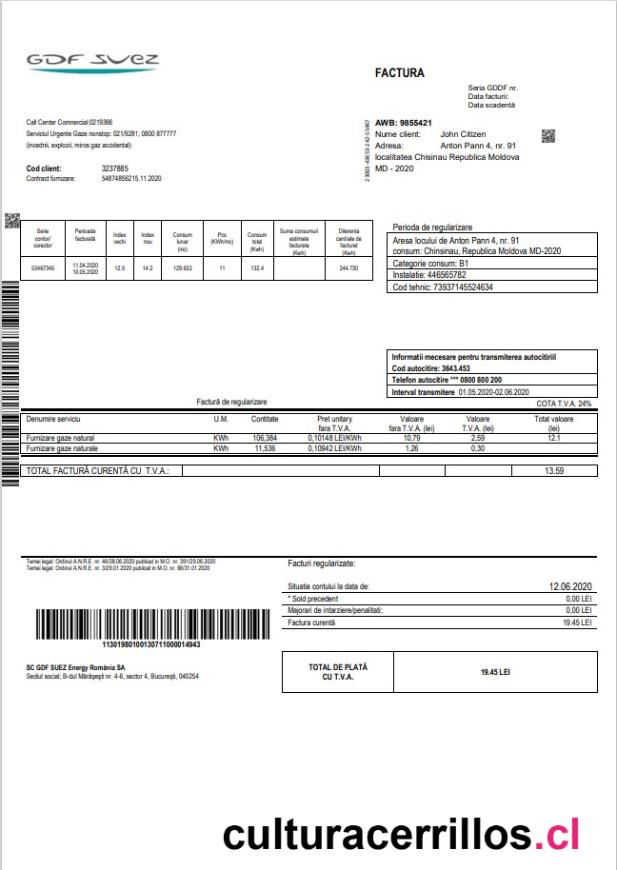 GDF SUEZ
FACTURA
Seria GDDF nr.
Data facturii:
Data scadentă
Call Center Commercial:0219366
Serviciul Urgente Gaze nonstop: 021/9281; 0800 877777
(incednii, explozii, miros gaz accidental):
AWB: 9855421
Nume client: John Citizen
Adresa: Anton Pann 4, nr. 91
localitatea Chisinau Republica Moldova
MD - 2020
Cod client: 3237885
Contract furnizare: 54874856215.11.2020
Serie contor/ corector
Perioada facturată
Index vechi
Index nou
Consum lunar (nic)
Pcs (KWh/mc)
Consum total (Kwh)
Suma consumuri estimate facturate (Kwh)
Diferenta cantiate de facturat (Kwh)
53467345 11.04.2020 10.05.2020 12.5 14.2 129.632 11 132.4 244.730
Perioda de regularizare
Aresa locului de Anton Pann 4, nr. 91
consum: Chinsinau, Republica Moldova MD-2020
Categorie consum: B1
Instalatie: 446565782
Cod tehnic: 73937145524634
Informatii mecesare pentru transmiterea autocitiriil
Cod autocitire: 3643.453
Telefon autocitire *** 0800 800 200
Interval transmitere 01.05.2020-02.06.2020
Factură de regularizare
COTA T.V.A. 24%
Denumire serviciu U.M. Contitate Pret unitary fara T.V.A. Valoare fara T.V.A. (lei) Valoare T.V.A. (lei) Total valoare (lei)
Furnizare gaze natural KWh 106,384 0,10148 LEI/KWh 10,79 2,59 12.1
Furnizare gaze naturale KWh 11,536 0,10942 LEI/KWh 1,26 0,30
TOTAL FACTURĂ CURENTĂ CU T.V.A.: 13.59
Temei legal: Ordinul A.N.R.E. nr. 46/28.06.2020 publicat in M.O. nr. 391/29.06.2020
Temei legal: Ordinul A.N.R.E. nr. 3/29.01.2020 publicat in M.O. nr. 66/31.01.2020
Facturi regularizate:
Situatia contului la data de: 12.06.2020
* Sold precedent 0,00 LEI
Majorari de intarziere/penalitati: 0,00 LEI
Factura curentă 19.45 LEI
11301980100130711000014943
SC GDF SUEZ Energy România SA
Sediul social; B-dul Mărășești nr. 4-6, sector 4, București, 040254
TOTAL DE PLATĂ
CU T.V.A.
19.45 LEI
culturacerrillos.cl